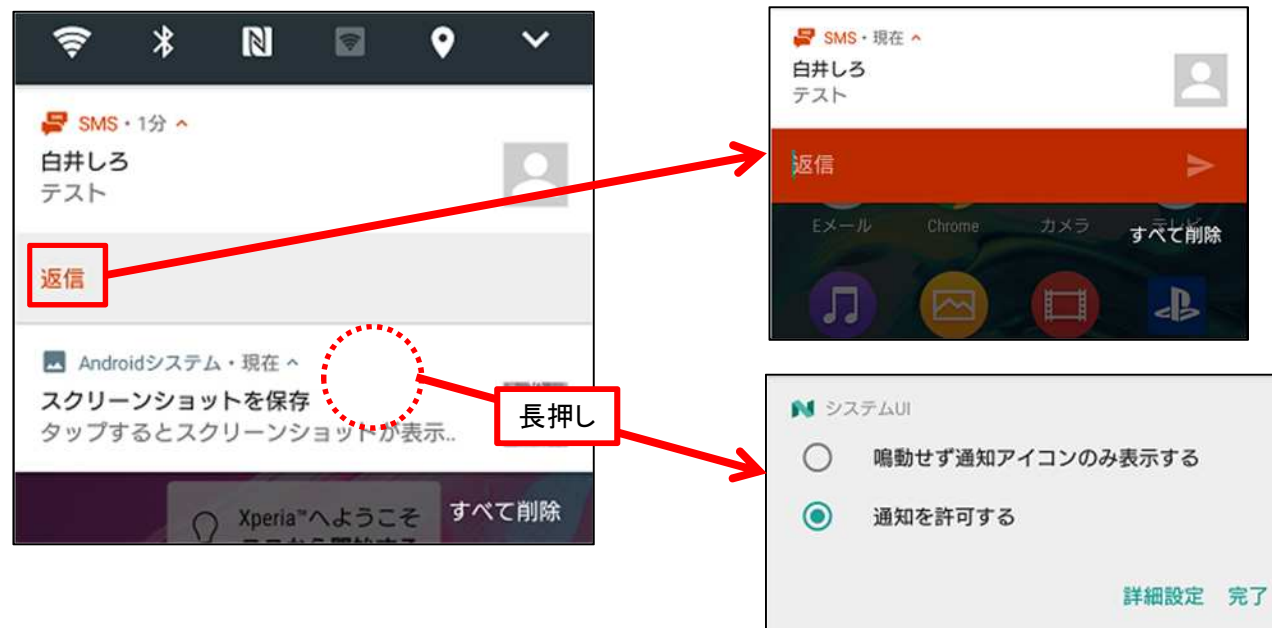 SMS・1分
白井しろ
テスト
返信
Androidシステム・現在
スクリーンショットを保存
タップするとスクリーンショットが表示..
長押し
Xperia™へようこそ
すべて削除
SMS・現在
白井しろ
テスト
返信
Eメール
Chrome
カメラ
テレビ
すべて削除
システムUI
鳴動せず通知アイコンのみ表示する
通知を許可する
詳細設定 完了